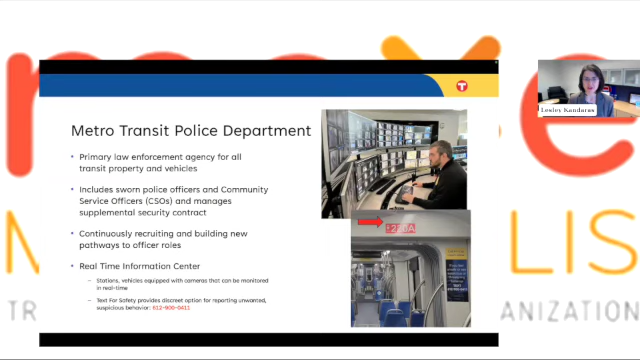 Metro Transit Police Department
• Primary law enforcement agency for all
transit property and vehicles
• Includes sworn police officers and Community
Service Officers (CSOs) and manages
supplemental security contract
• Continuously recruiting and building new
pathways to officer roles
• Real Time Information Center
– Stations, vehicles equipped with cameras that can be monitored
in real-time
– Text For Safety provides discreet option for reporting unwanted,
suspicious behavior: 612-900-0411
T
Lesley Kandaras
LIS
TR
ANIZATION